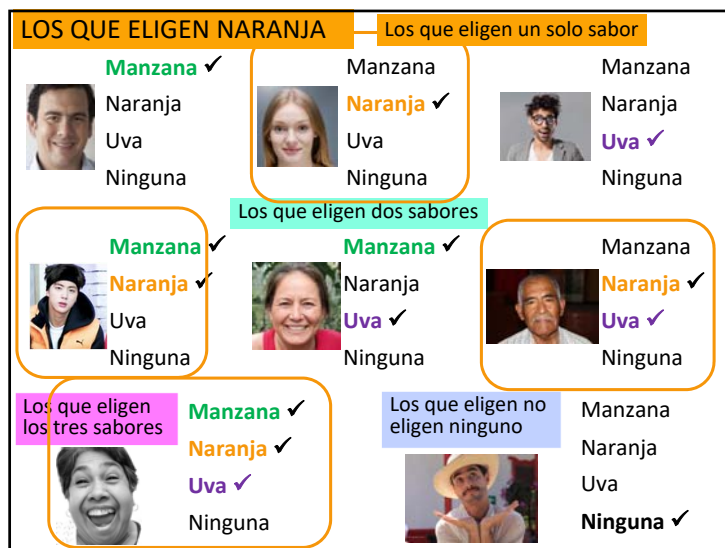 LOS QUE ELIGEN NARANJA
Los que eligen un solo sabor
Manzana ✓
Naranja
Uva
Ninguna
Manzana
Naranja ✓
Uva
Ninguna
Manzana
Naranja
Uva ✓
Ninguna
Los que eligen dos sabores
Manzana ✓
Naranja ✓
Uva
Ninguna
Manzana ✓
Naranja
Uva ✓
Ninguna
Manzana
Naranja ✓
Uva ✓
Ninguna
Los que eligen
los tres sabores
Manzana ✓
Naranja ✓
Uva ✓
Ninguna
Los que eligen no
eligen ninguno
Manzana
Naranja
Uva
Ninguna ✓